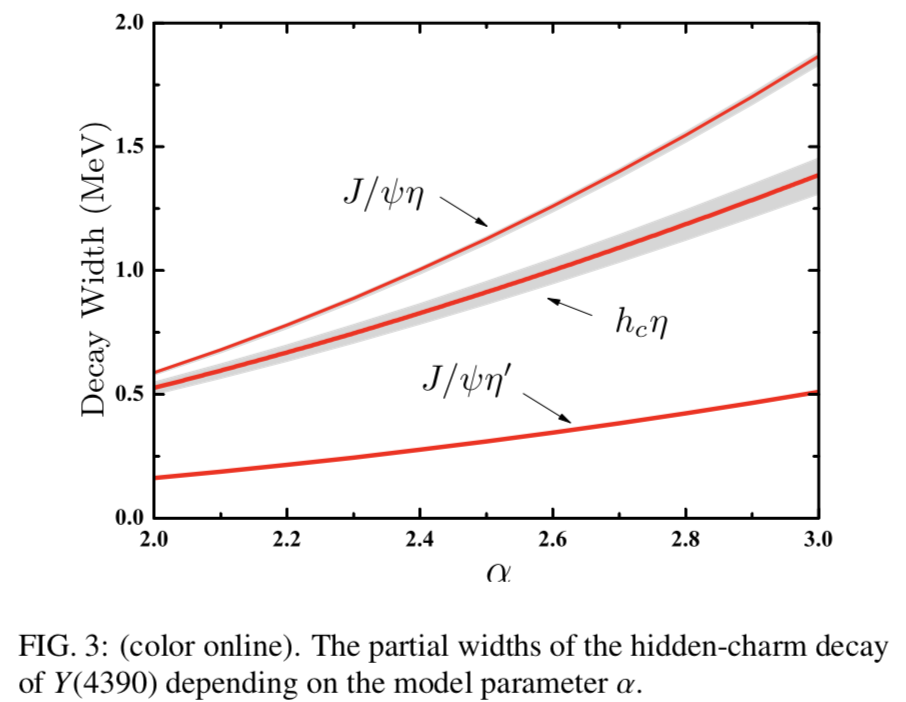 2.0
1.5
1.0
0.5
0.0
Decay Width (MeV)
J/ψη
h_cη
J/ψη′
2.0 2.2 2.4 2.6 2.8 3.0
α
FIG. 3: (color online). The partial widths of the hidden-charm decay
of Y(4390) depending on the model parameter α.